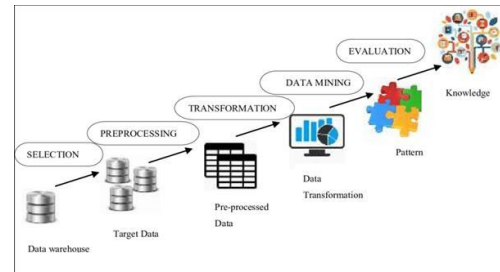 EVALUATION
Knowledge
DATA MINING
Pattern
TRANSFORMATION
Data
Transformation
PREPROCESSING
Pre-processed
Data
SELECTION
Target Data
Data warehouse